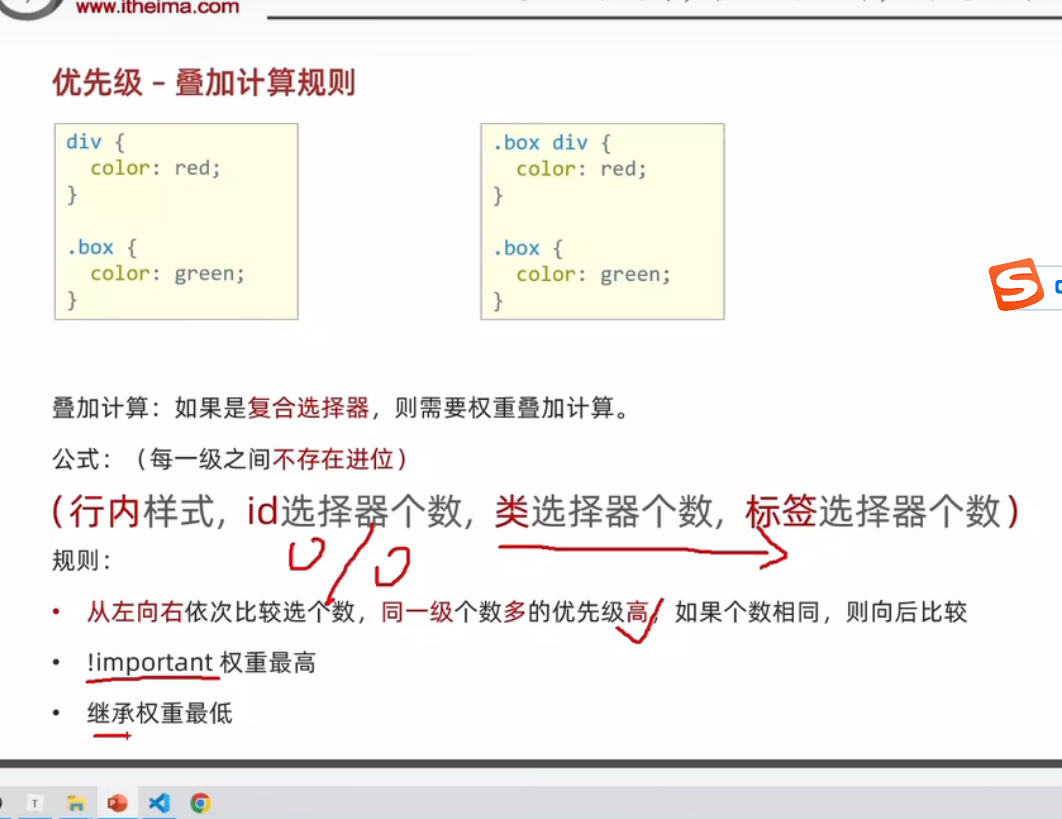 www.itheima.com
优先级 – 叠加计算规则
div {
color: red;
}
.box {
color: green;
}
.box div {
color: red;
}
.box {
color: green;
}
叠加计算：如果是复合选择器，则需要权重叠加计算。
公式：（每一级之间不存在进位）
（行内样式, id选择器个数, 类选择器个数, 标签选择器个数）
0 / 0
规则：
• 从左向右依次比较选个数，同一级个数多的优先级高，如果个数相同，则向后比较
• !important 权重最高
• 继承权重最低